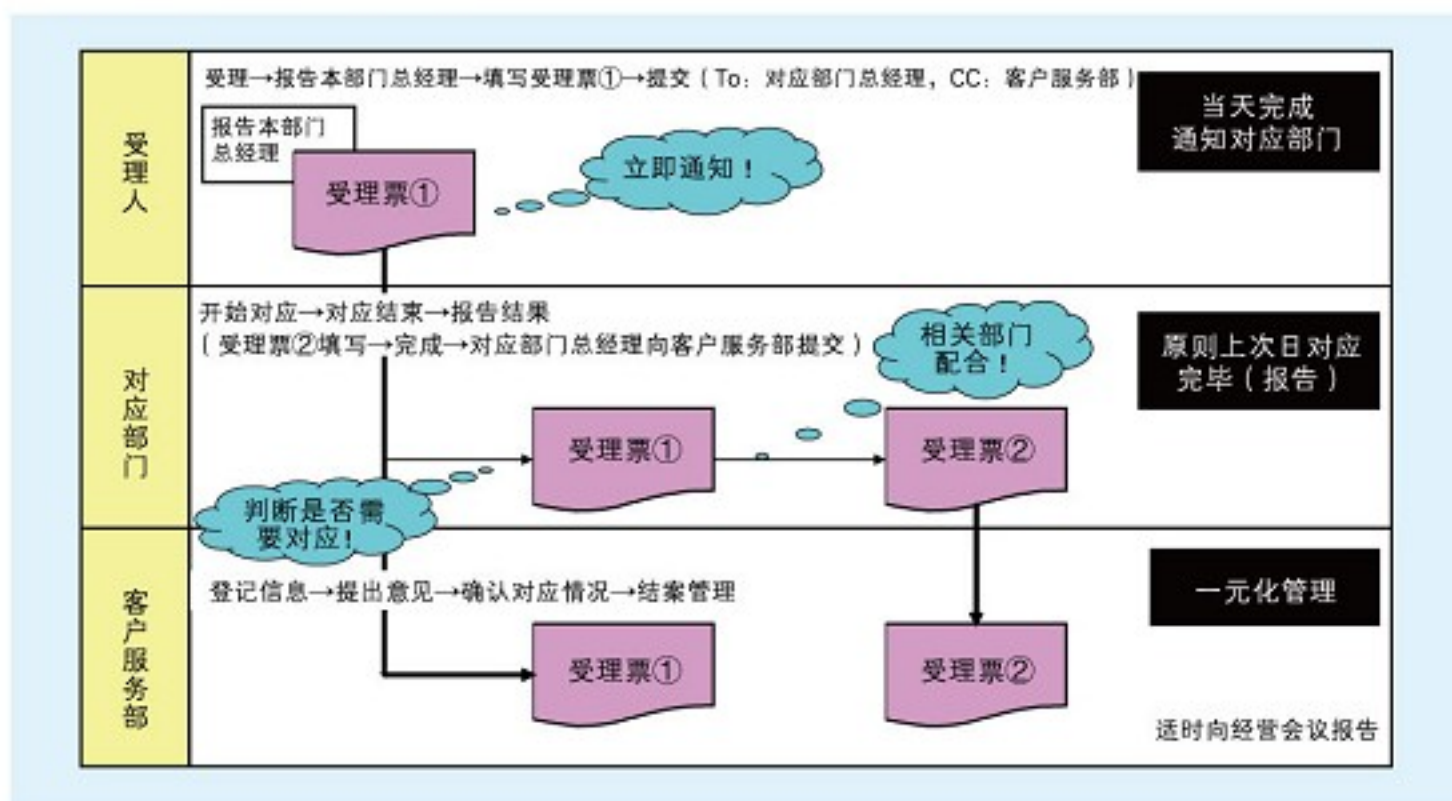 受理人
受理→报告本部门总经理→填写受理票①→提交（To：对应部门总经理，CC：客户服务部）
报告本部门
总经理
受理票①
立即通知！
当天完成
通知对应部门
对应部门
开始对应→对应结束→报告结果
（受理票②填写→完成→对应部门总经理向客户服务部提交）
相关部门
配合！
原则上次日对应
完毕（报告）
受理票①
受理票②
判断是否需
要对应！
客户服务部
登记信息→提出意见→确认对应情况→结案管理
一元化管理
受理票①
受理票②
适时向经营会议报告